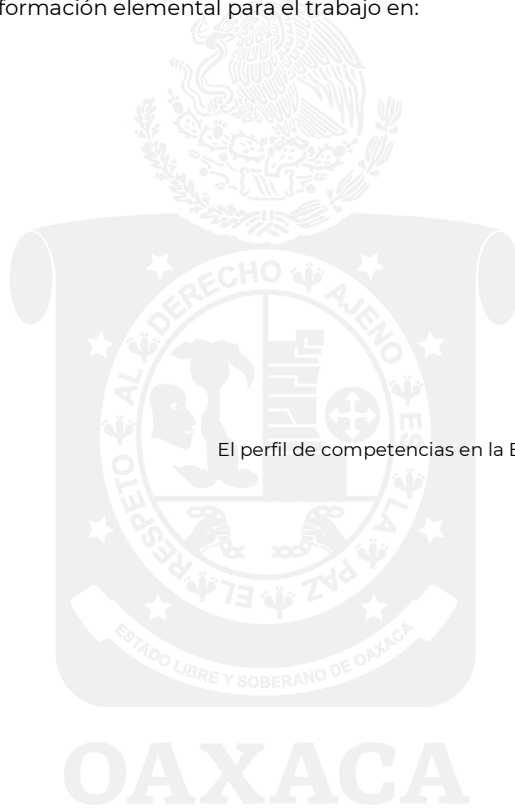 formación elemental para el trabajo en:
EL RESPETO AL DERECHO AJENO ES LA PAZ
El perfil de competencias en la E
ESTADO LIBRE Y SOBERANO DE OAXACA
OAXACA